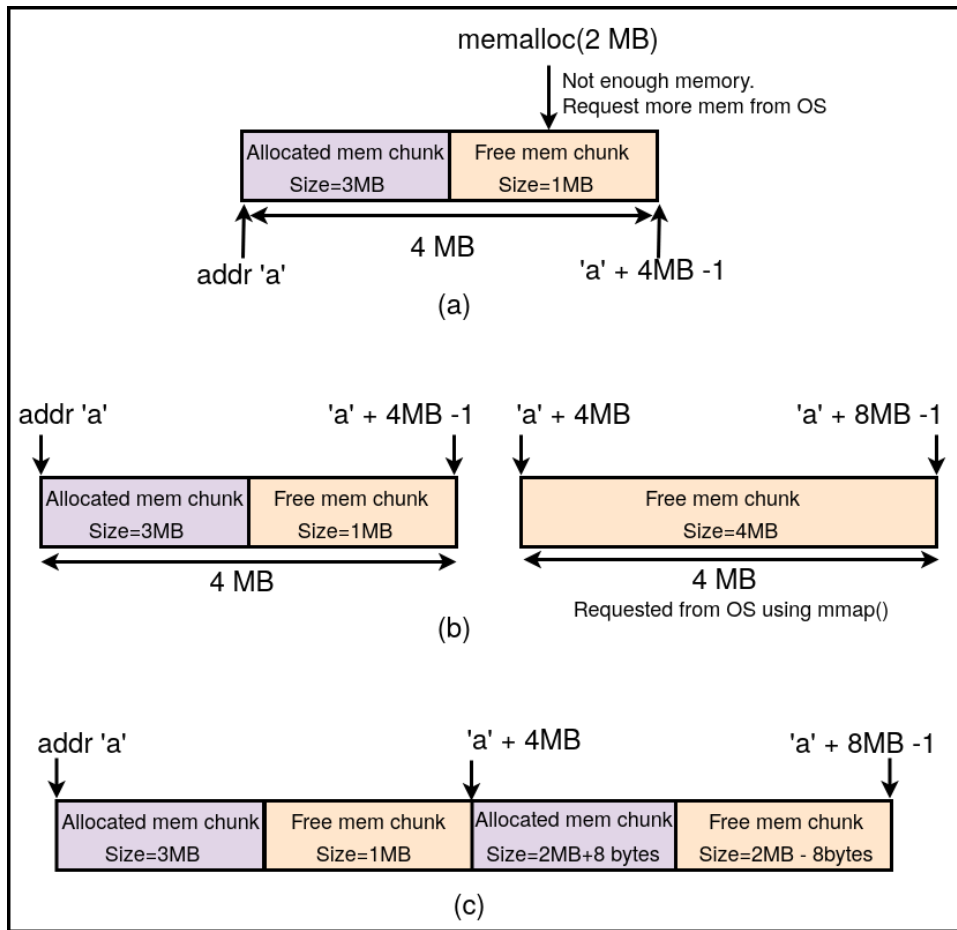 memalloc(2 MB)
Not enough memory.
Request more mem from OS
Allocated mem chunk Free mem chunk
Size=3MB Size=1MB
4 MB
addr 'a' 'a' + 4MB -1
(a)
addr 'a' 'a' + 4MB -1 'a' + 4MB 'a' + 8MB -1
Allocated mem chunk Free mem chunk Free mem chunk
Size=3MB Size=1MB Size=4MB
4 MB 4 MB
Requested from OS using mmap()
(b)
addr 'a' 'a' + 4MB 'a' + 8MB -1
Allocated mem chunk Free mem chunk Allocated mem chunk Free mem chunk
Size=3MB Size=1MB Size=2MB+8 bytes Size=2MB - 8bytes
(c)